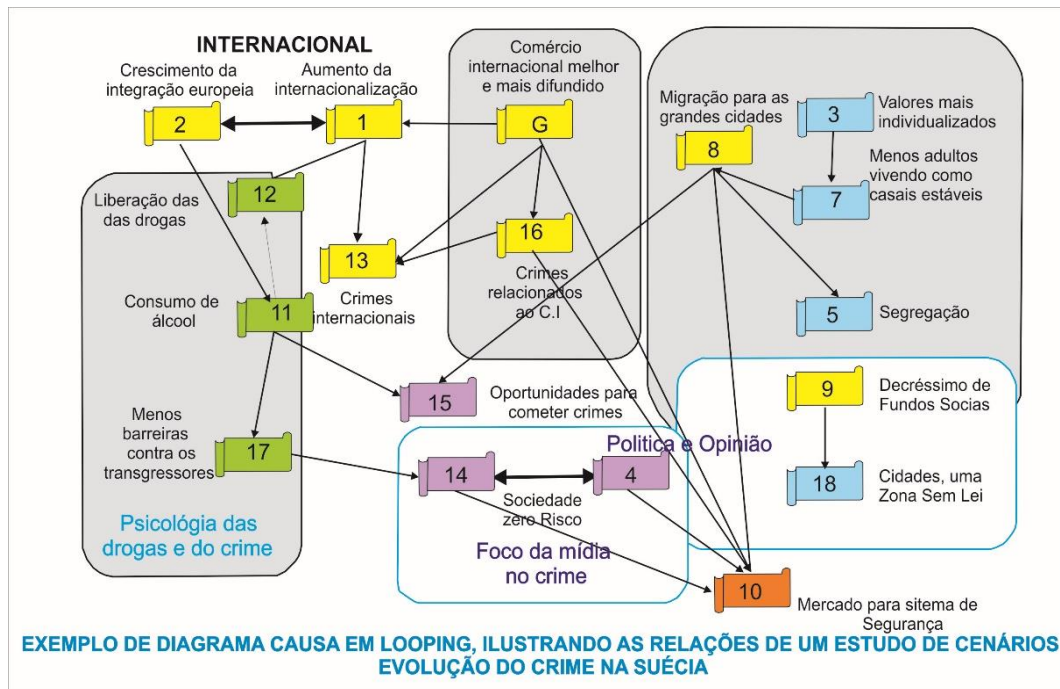 INTERNACIONAL
Crescimento da
integração europeia
2
Aumento da
internacionalização
1
Comércio
internacional melhor
e mais difundido
G
Migração para as
grandes cidades
8
3
Valores mais
individualizados
Menos adultos
vivendo como
casais estáveis
7
12
Liberação das
das drogas
13
Crimes
internacionais
16
Crimes
relacionados
ao C.I
Consumo de
álcool
11
5
Segregação
15
Oportunidades para
cometer crimes
9
Decréssimo de
Fundos Socias
Menos
barreiras
contra os
transgressores
17
Politica e Opinião
14
4
Sociedade
zero Risco
18
Cidades, uma
Zona Sem Lei
Psicológia das
drogas e do crime
Foco da mídia
no crime
10
Mercado para sitema de
Segurança
EXEMPLO DE DIAGRAMA CAUSA EM LOOPING, ILUSTRANDO AS RELAÇÕES DE UM ESTUDO DE CENÁRIOS
EVOLUÇÃO DO CRIME NA SUÉCIA